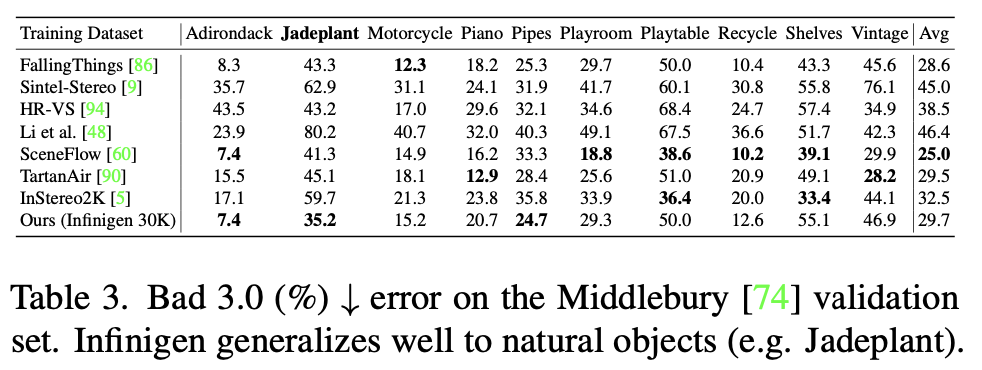 Training Dataset Adirondack Jadeplant Motorcycle Piano Pipes Playroom Playtable Recycle Shelves Vintage Avg
FallingThings [86] 8.3 43.3 12.3 18.2 25.3 29.7 50.0 10.4 43.3 45.6 28.6
Sintel-Stereo [9] 35.7 62.9 31.1 24.1 31.9 41.7 60.1 30.8 55.8 76.1 45.0
HR-VS [94] 43.5 43.2 17.0 29.6 32.1 34.6 68.4 24.7 57.4 34.9 38.5
Li et al. [48] 23.9 80.2 40.7 32.0 40.3 49.1 67.5 36.6 51.7 42.3 46.4
SceneFlow [60] 7.4 41.3 14.9 16.2 33.3 18.8 38.6 10.2 39.1 29.9 25.0
TartanAir [90] 15.5 45.1 18.1 12.9 28.4 25.6 51.0 20.9 49.1 28.2 29.5
InStereo2K [5] 17.1 59.7 21.3 23.8 35.8 33.9 36.4 20.0 33.4 44.1 32.5
Ours (Infinigen 30K) 7.4 35.2 15.2 20.7 24.7 29.3 50.0 12.6 55.1 46.9 29.7
Table 3. Bad 3.0 (%) ↓ error on the Middlebury [74] validation
set. Infinigen generalizes well to natural objects (e.g. Jadeplant).